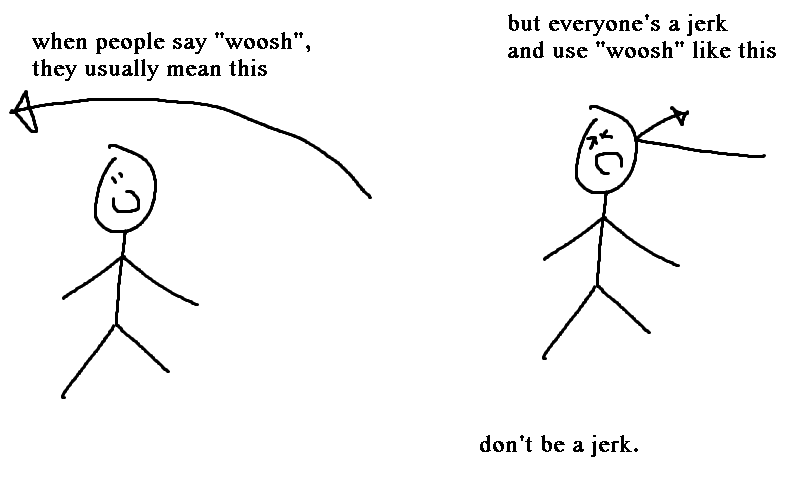 when people say "woosh",
they usually mean this
but everyone's a jerk
and use "woosh" like this
don't be a jerk.